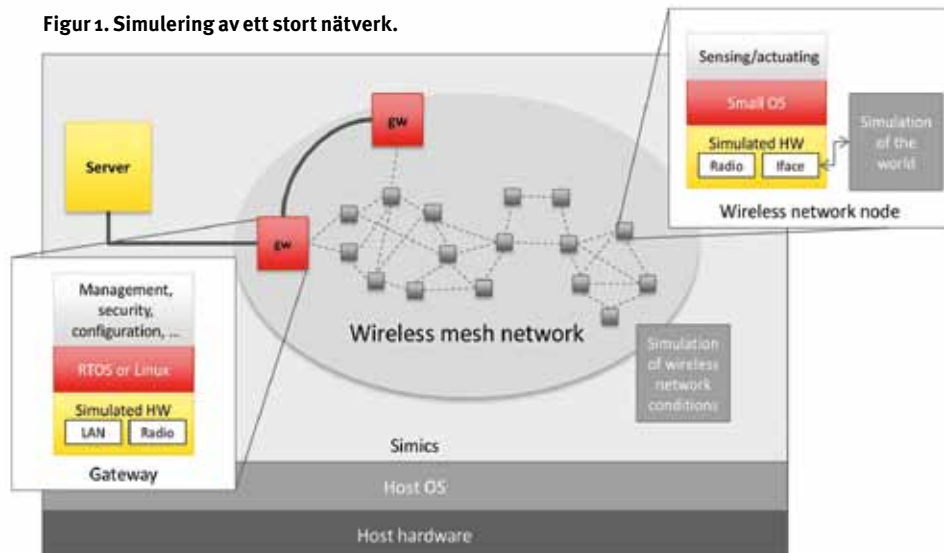 Figur 1. Simulering av ett stort nätverk.
Server
gw
gw
Wireless mesh network
Sensing/actuating
Small OS
Simulated HW
Radio
Iface
Simulation
of the
world
Wireless network node
Management,
security,
configuration, ...
RTOS or Linux
Simulated HW
LAN
Radio
Gateway
Simulation
of wireless
network
conditions
Simics
Host OS
Host hardware